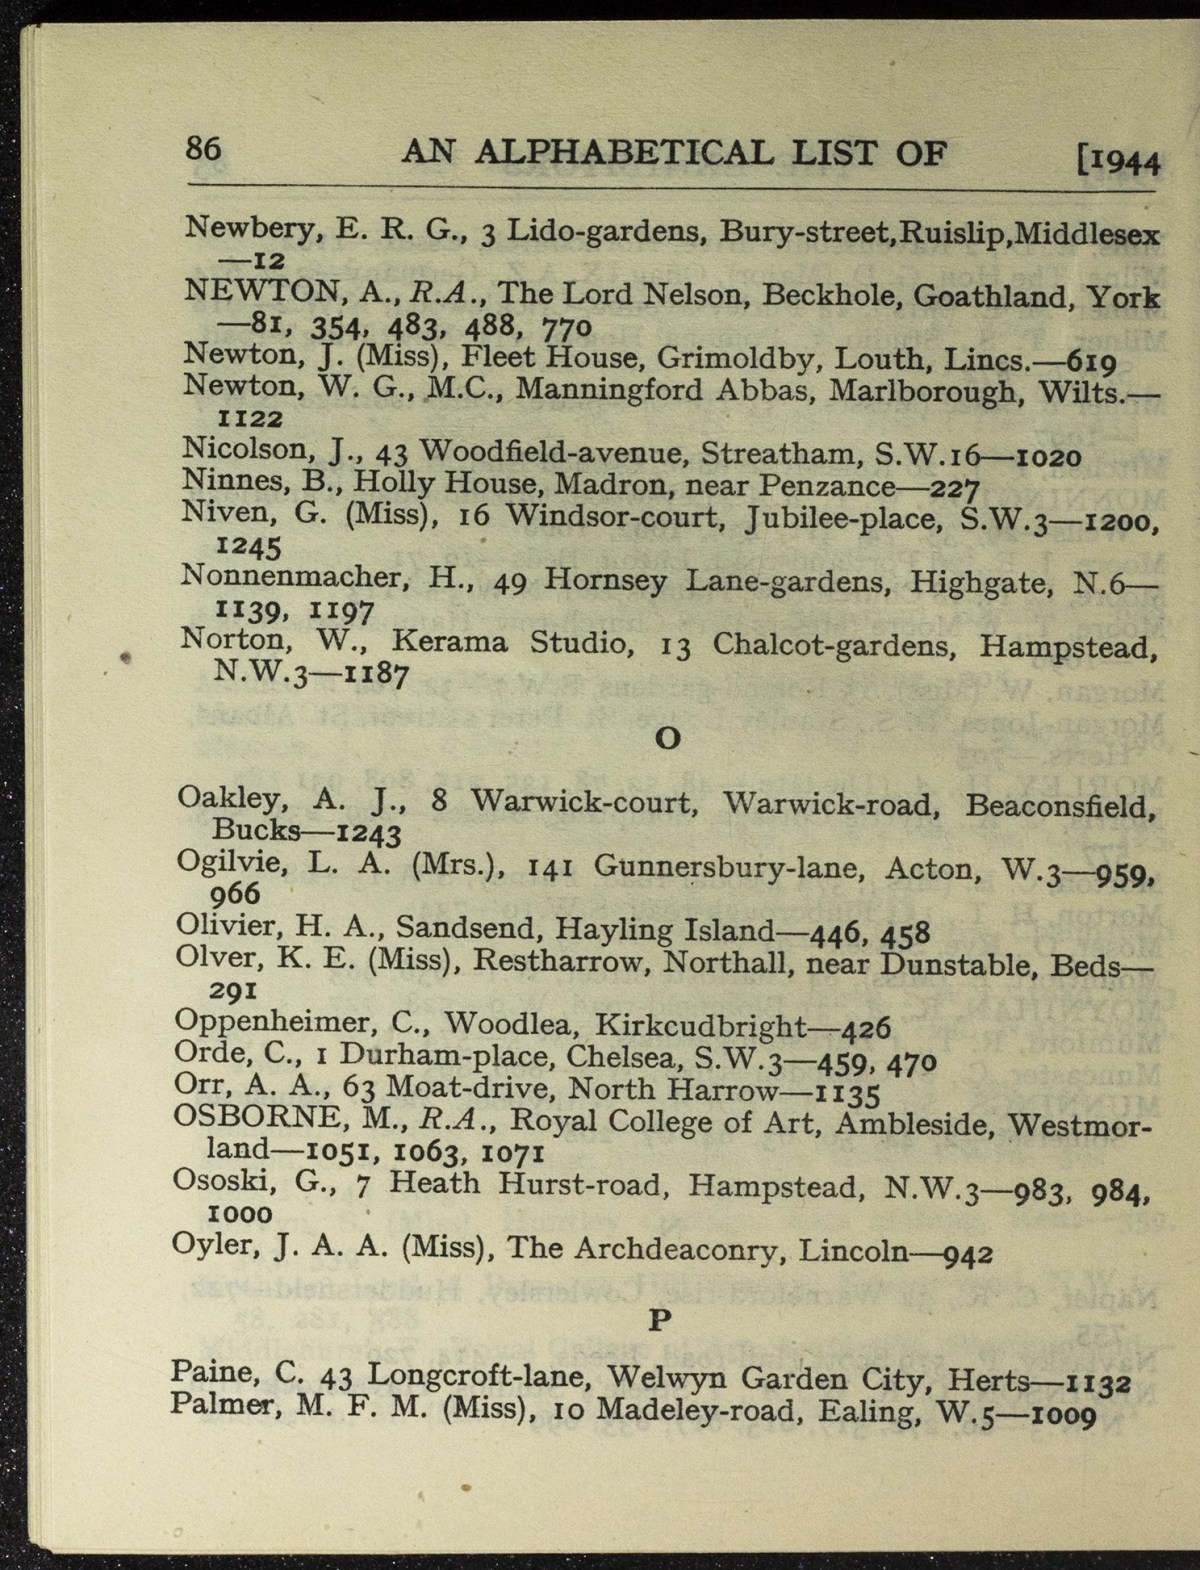 86 AN ALPHABETICAL LIST OF [1944
Newbery, E. R. G., 3 Lido-gardens, Bury-street,Ruislip,Middlesex
—12
NEWTON, A., R.A., The Lord Nelson, Beckhole, Goathland, York
—81, 354, 483, 488, 770
Newton, J. (Miss), Fleet House, Grimoldby, Louth, Lincs.—619
Newton, W. G., M.C., Manningford Abbas, Marlborough, Wilts.—
1122
Nicolson, J., 43 Woodfield-avenue, Streatham, S.W.16—1020
Ninnes, B., Holly House, Madron, near Penzance—227
Niven, G. (Miss), 16 Windsor-court, Jubilee-place, S.W.3—1200,
1245
Nonnenmacher, H., 49 Hornsey Lane-gardens, Highgate, N.6—
1139, 1197
Norton, W., Kerama Studio, 13 Chalcot-gardens, Hampstead,
N.W.3—1187
O
Oakley, A. J., 8 Warwick-court, Warwick-road, Beaconsfield,
Bucks—1243
Ogilvie, L. A. (Mrs.), 141 Gunnersbury-lane, Acton, W.3—959,
966
Olivier, H. A., Sandsend, Hayling Island—446, 458
Olver, K. E. (Miss), Restharrow, Northall, near Dunstable, Beds—
291
Oppenheimer, C., Woodlea, Kirkcudbright—426
Orde, C., 1 Durham-place, Chelsea, S.W.3—459, 470
Orr, A. A., 63 Moat-drive, North Harrow—1135
OSBORNE, M., R.A., Royal College of Art, Ambleside, Westmor-
land—1051, 1063, 1071
Ososki, G., 7 Heath Hurst-road, Hampstead, N.W.3—983, 984,
1000
Oyler, J. A. A. (Miss), The Archdeaconry, Lincoln—942
P
Paine, C. 43 Longcroft-lane, Welwyn Garden City, Herts—1132
Palmer, M. F. M. (Miss), 10 Madeley-road, Ealing, W.5—1009